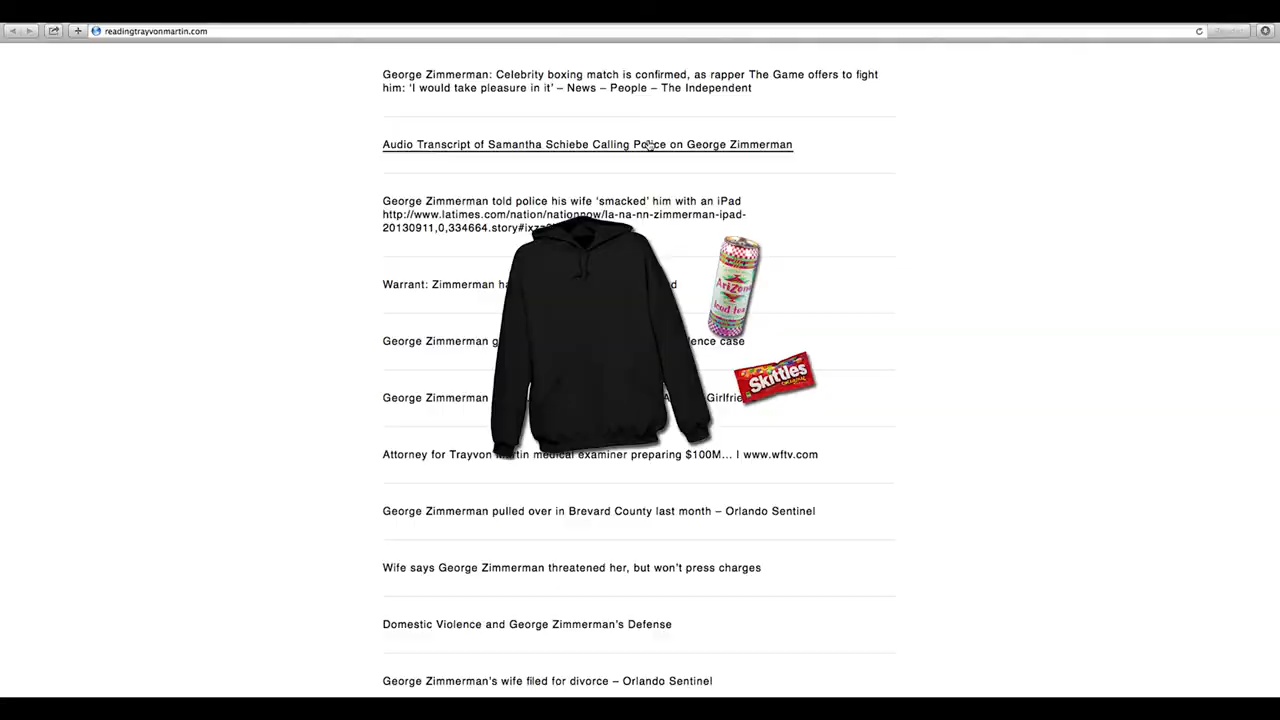 readingtrayvonmartin.com
George Zimmerman: Celebrity boxing match is confirmed, as rapper The Game offers to fight
him: ‘I would take pleasure in it’ – News – People – The Independent
Audio Transcript of Samantha Schiebe Calling Police on George Zimmerman
George Zimmerman told police his wife ‘smacked’ him with an iPad
http://www.latimes.com/nation/nationnow/la-na-nn-zimmerman-ipad-
20130911,0,334664.story#ixzz
Warrant: Zimmerman
George Zimmerman
case
AriZona
Iced tea
Skittles
George Zimmerman
Attorney for Trayvon Martin medical examiner preparing $100M... | www.wftv.com
George Zimmerman pulled over in Brevard County last month – Orlando Sentinel
Wife says George Zimmerman threatened her, but won’t press charges
Domestic Violence and George Zimmerman’s Defense
George Zimmerman’s wife filed for divorce – Orlando Sentinel